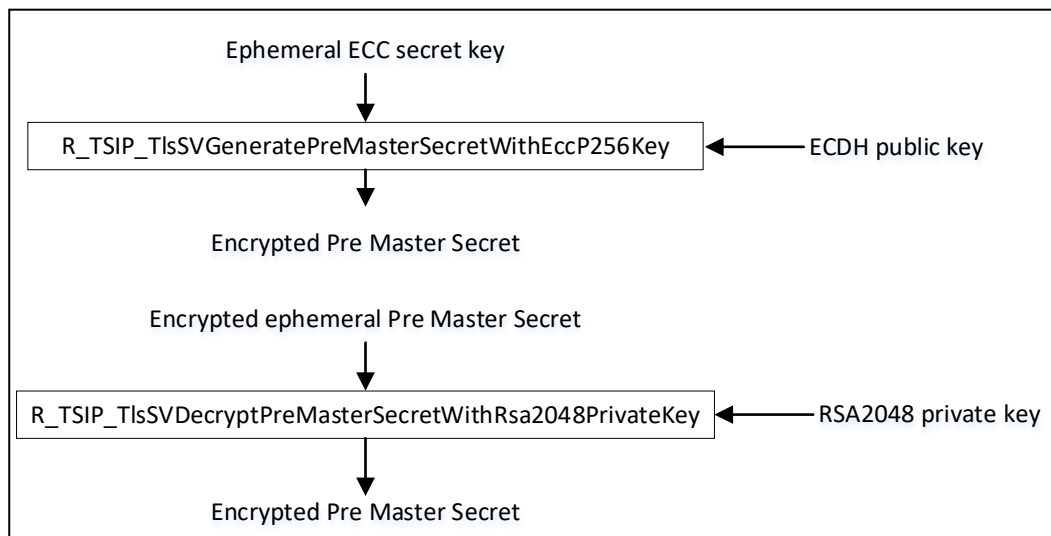 Ephemeral ECC secret key
R_TSIP_TlsSVGeneratePreMasterSecretWithEccP256Key
ECDH public key
Encrypted Pre Master Secret
Encrypted ephemeral Pre Master Secret
R_TSIP_TlsSVDecryptPreMasterSecretWithRsa2048PrivateKey
RSA2048 private key
Encrypted Pre Master Secret